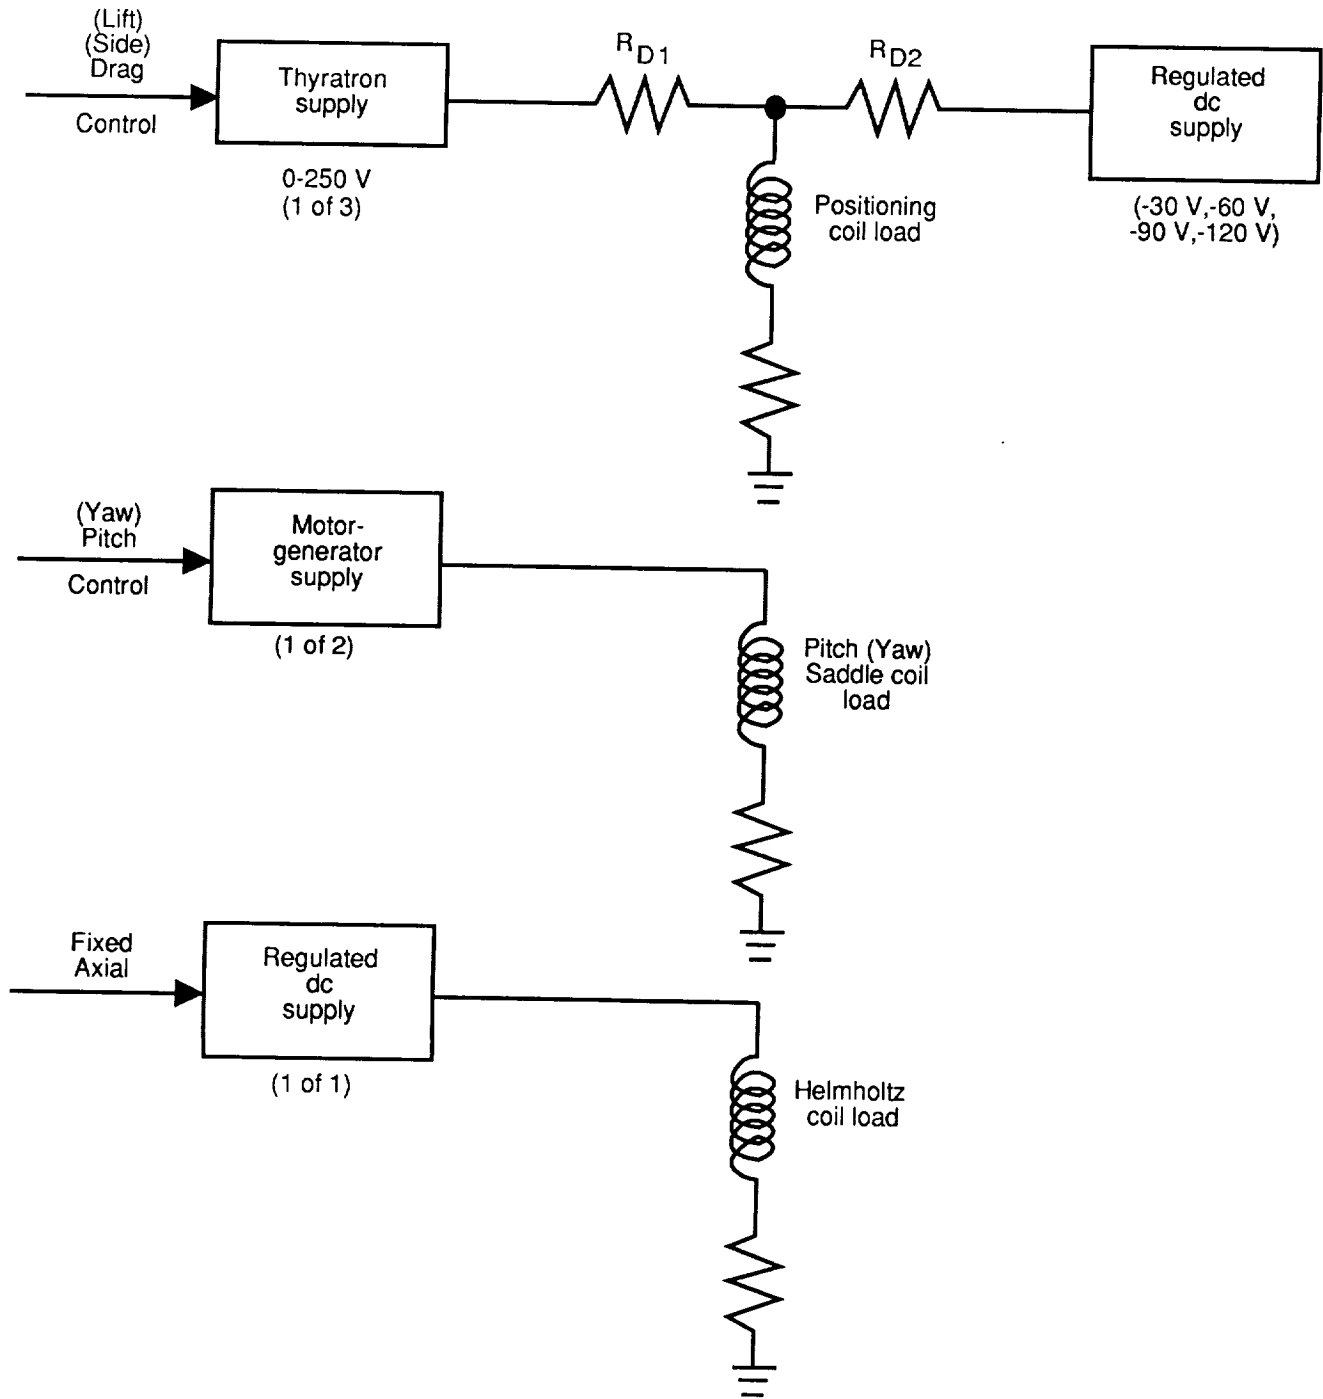 (Lift)
(Side)
Drag
Control
Thyratron
supply
0-250 V
(1 of 3)
R D1
R D2
Regulated
dc
supply
(-30 V,-60 V,
-90 V,-120 V)
Positioning
coil load
(Yaw)
Pitch
Control
Motor-
generator
supply
(1 of 2)
Pitch (Yaw)
Saddle coil
load
Fixed
Axial
Regulated
dc
supply
(1 of 1)
Helmholtz
coil load